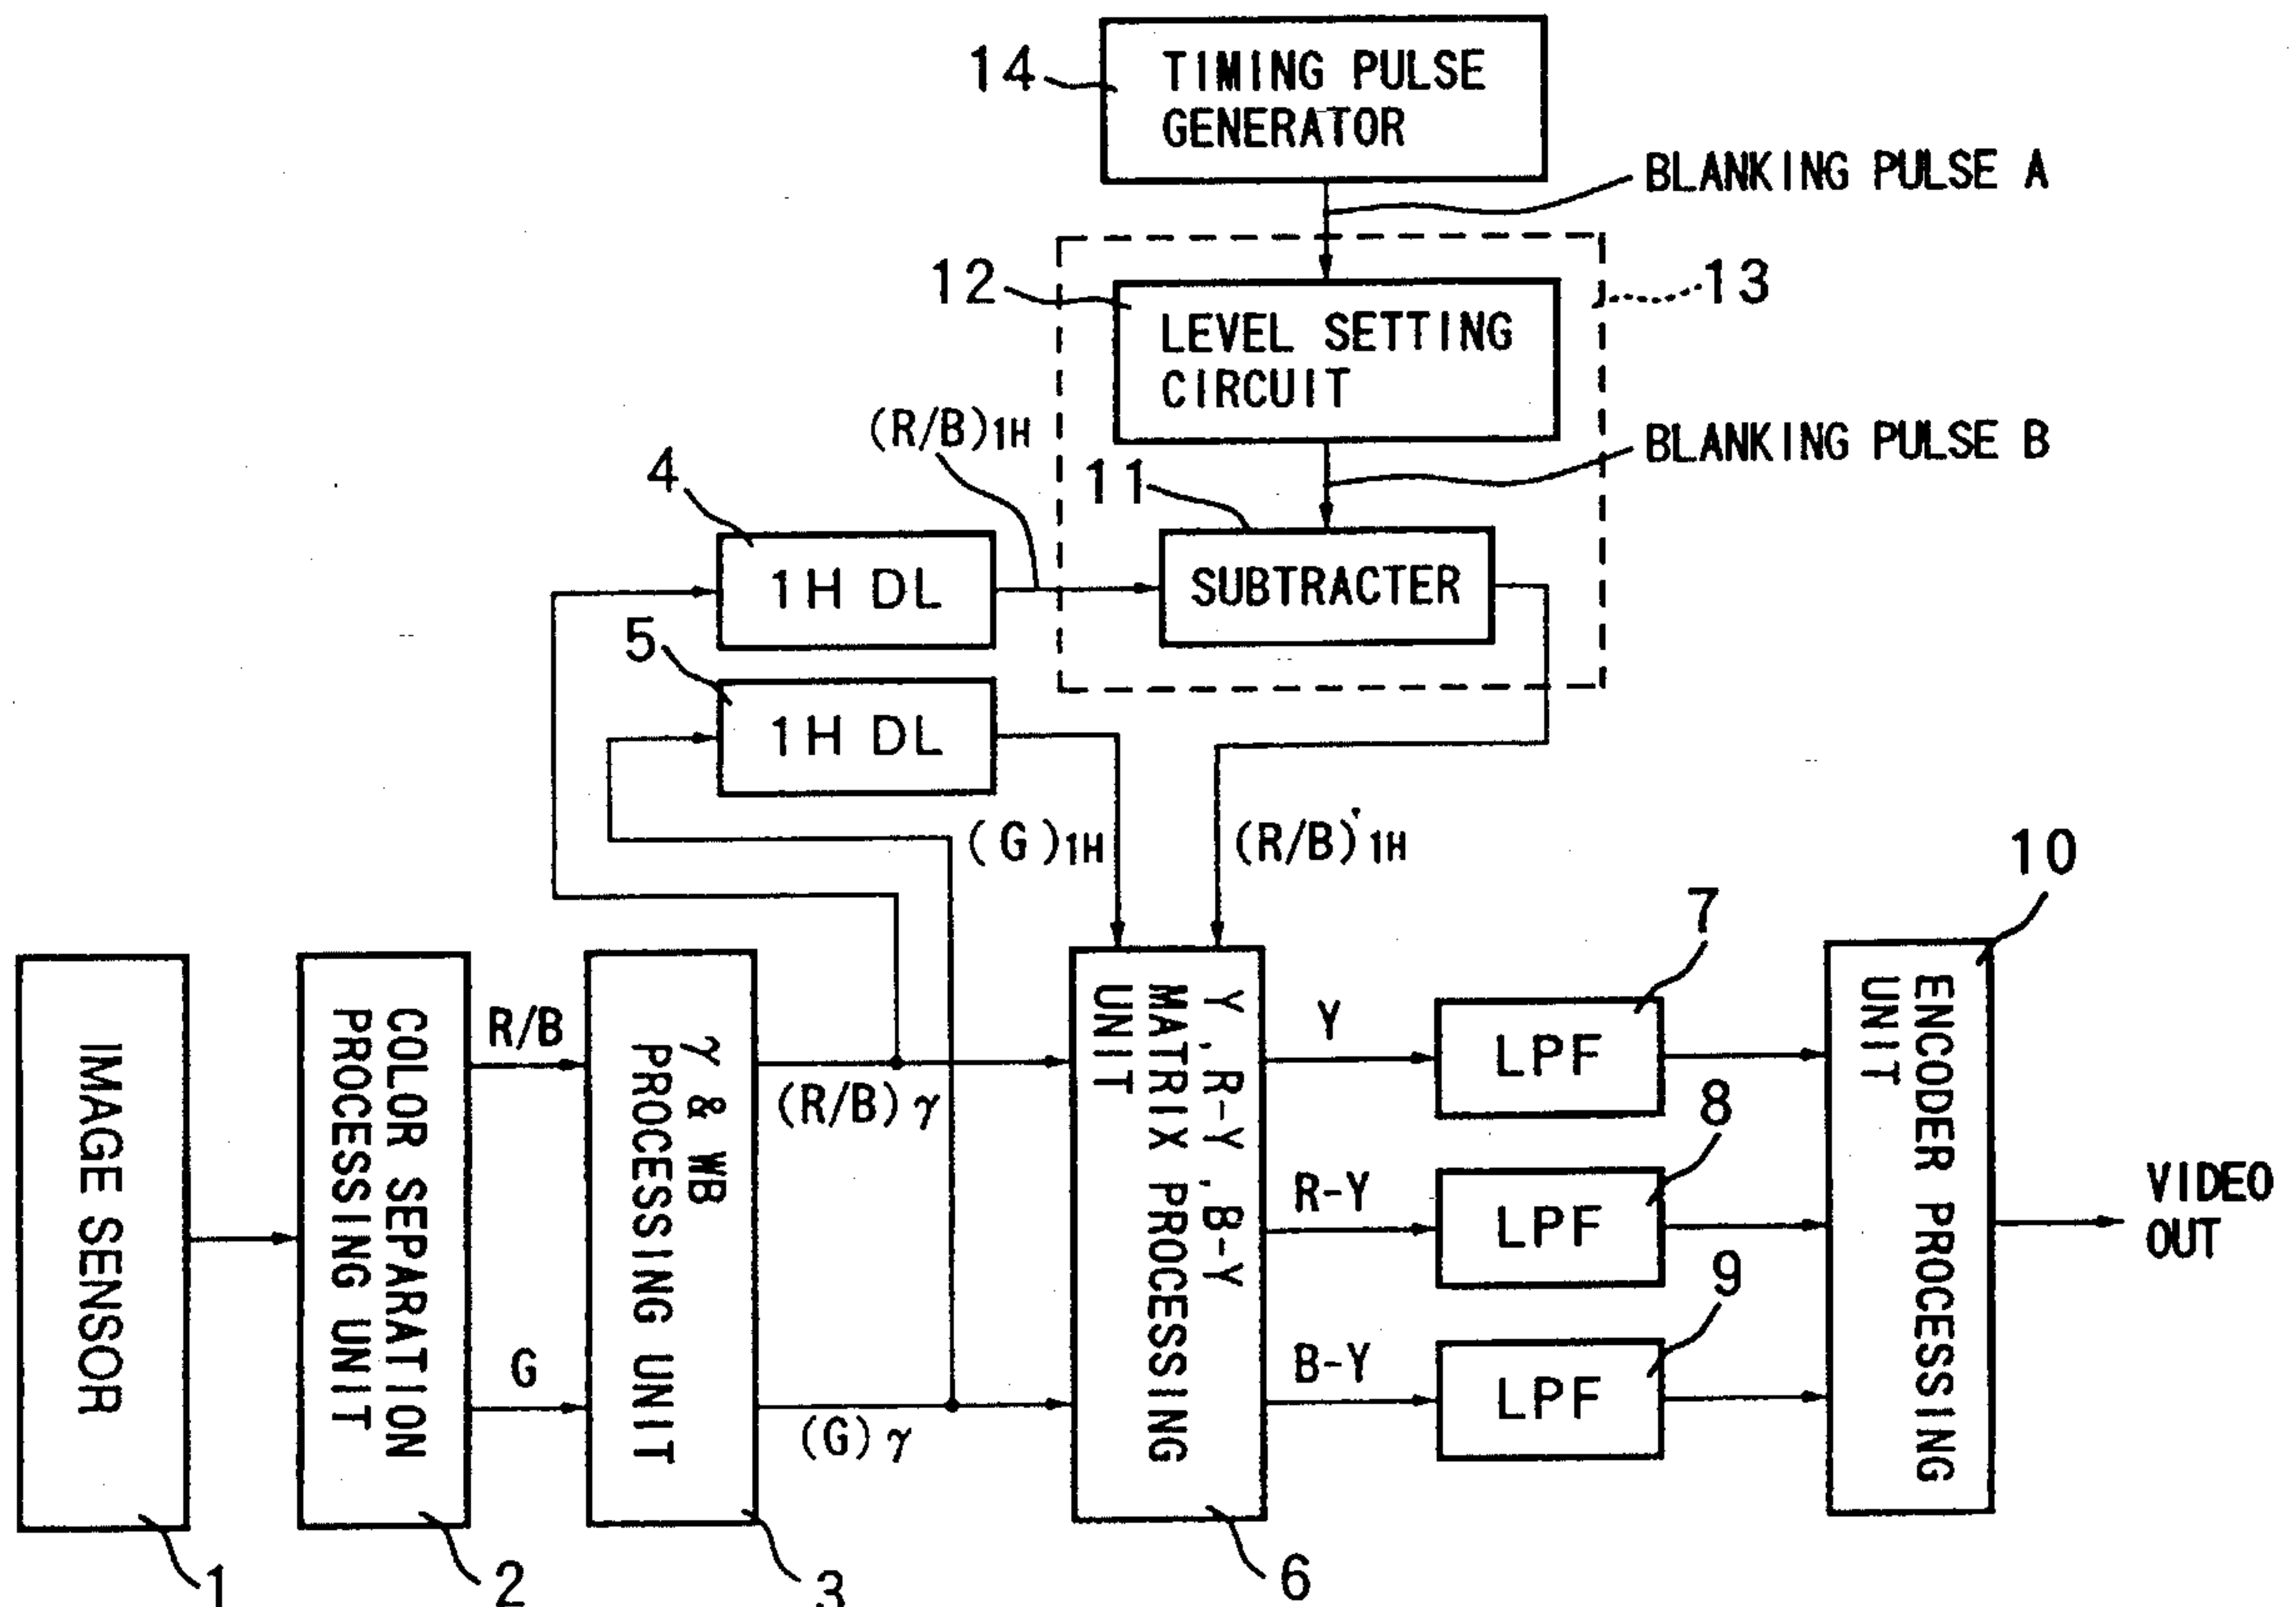 14
TIMING PULSE
GENERATOR
BLANKING PULSE A
12
LEVEL SETTING
CIRCUIT
13
(R/B)1H
BLANKING PULSE B
4
11
1H DL
SUBTRACTER
5
1H DL
(G)1H
(R/B)'1H
10
7
IMAGE SENSOR
COLOR SEPARATION
PROCESSING UNIT
R/B
G
γ & WB
PROCESSING UNIT
(R/B)γ
(G)γ
Y, R-Y, B-Y
MATRIX PROCESSING
UNIT
Y
LPF
8
R-Y
LPF
9
B-Y
LPF
ENCODER PROCESSING
UNIT
VIDEO
OUT
1
2
3
6